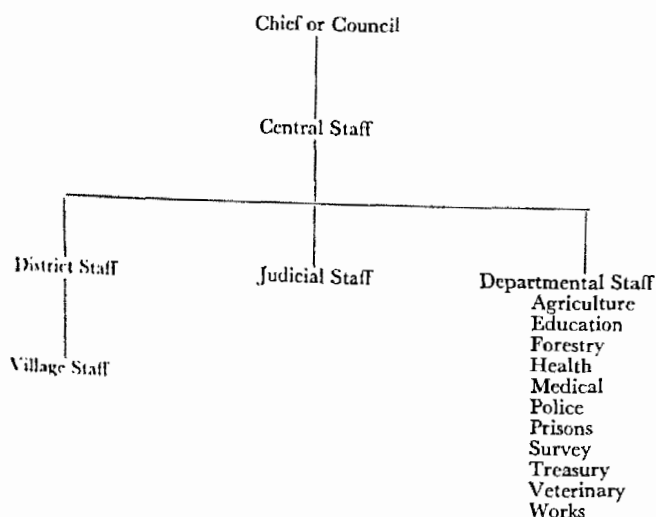 Chief or Council
Central Staff
District Staff
Judicial Staff
Departmental Staff
Agriculture
Education
Forestry
Health
Medical
Police
Prisons
Survey
Treasury
Veterinary
Works
Village Staff